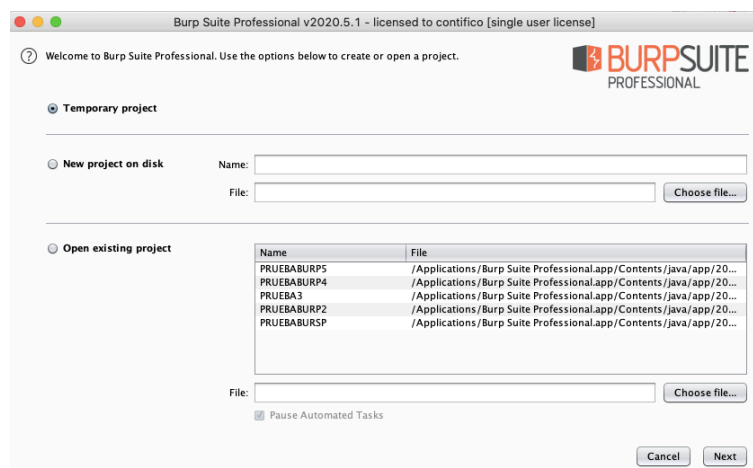 Burp Suite Professional v2020.5.1 - licensed to contifico [single user license]
? Welcome to Burp Suite Professional. Use the options below to create or open a project.
BURPSUITE
PROFESSIONAL
Temporary project
New project on disk Name:
File: Choose file...
Open existing project
Name File
PRUEBABURP5 /Applications/Burp Suite Professional.app/Contents/java/app/20...
PRUEBABURP4 /Applications/Burp Suite Professional.app/Contents/java/app/20...
PRUEBA3 /Applications/Burp Suite Professional.app/Contents/java/app/20...
PRUEBABURP2 /Applications/Burp Suite Professional.app/Contents/java/app/20...
PRUEBABURSP /Applications/Burp Suite Professional.app/Contents/java/app/20...
File: Choose file...
Pause Automated Tasks
Cancel Next